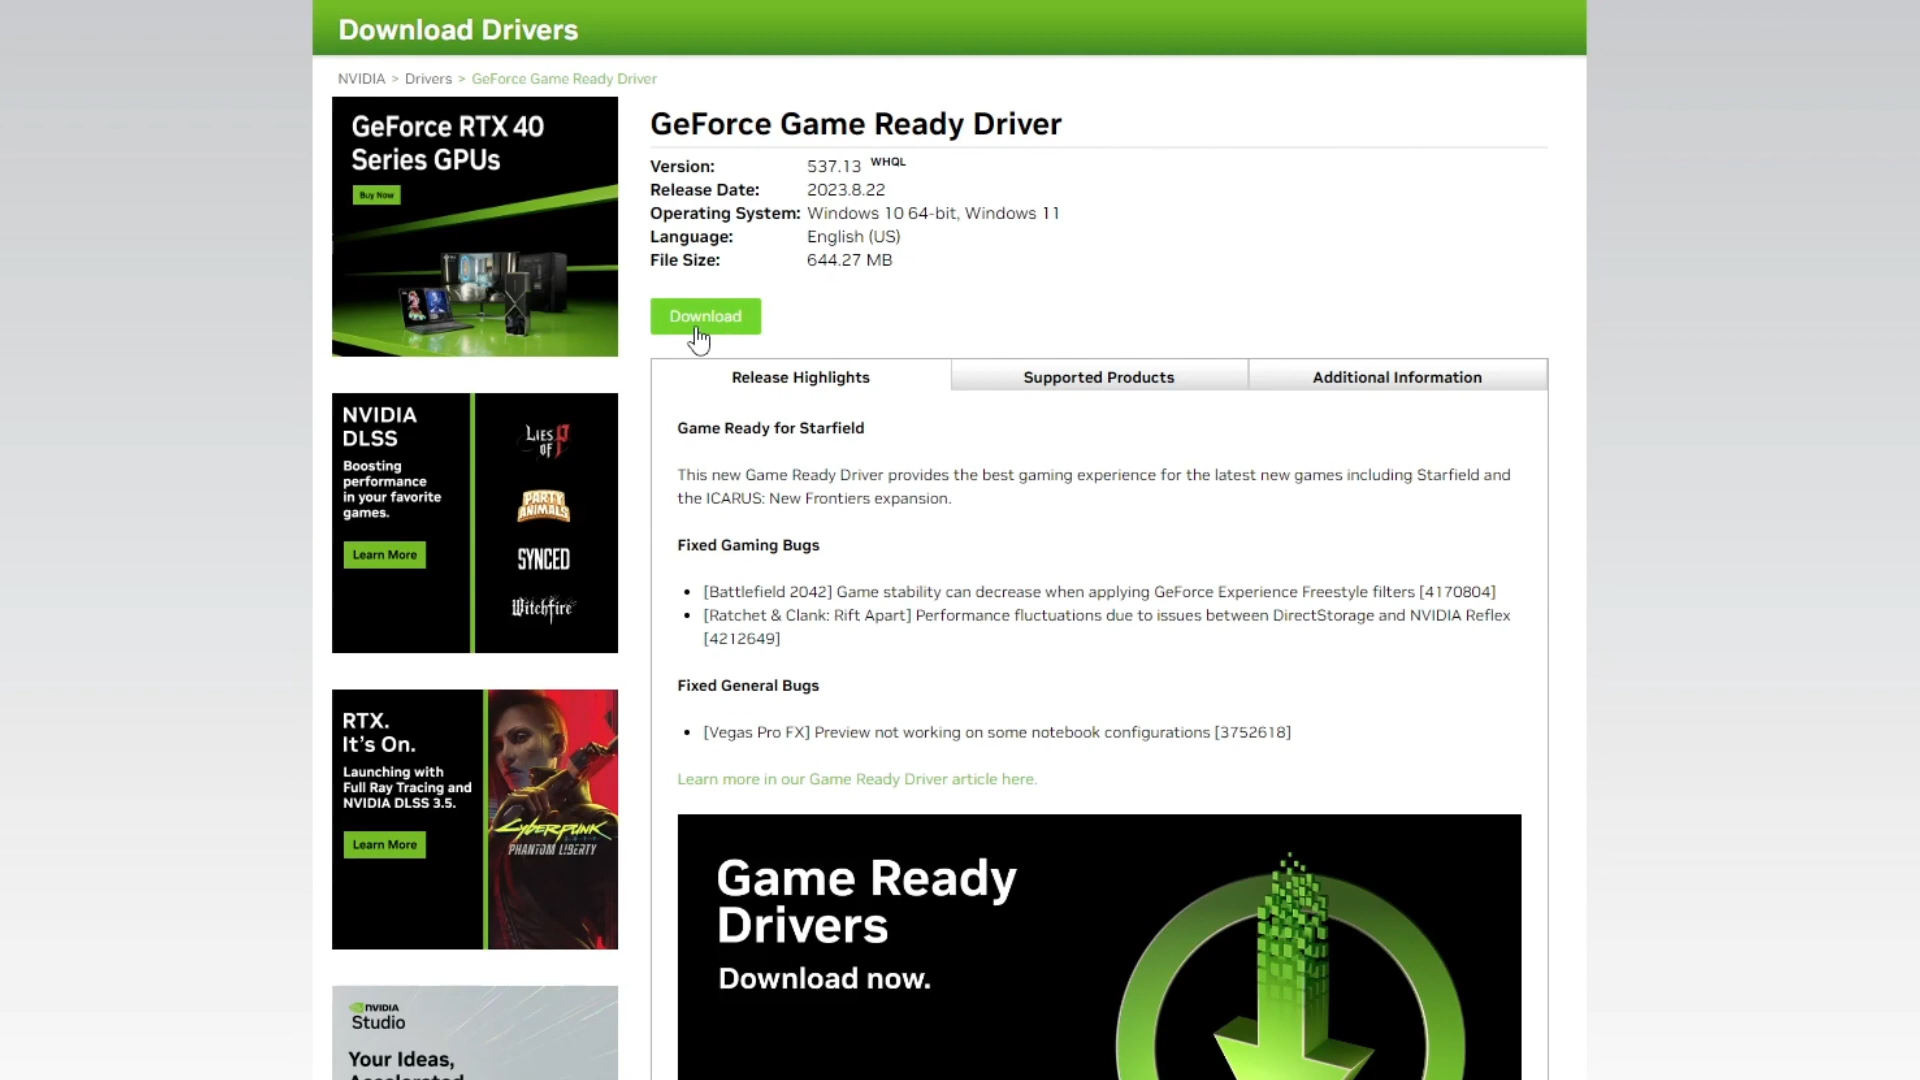 Download Drivers
NVIDIA > Drivers > GeForce Game Ready Driver
GeForce RTX 40
Series GPUs
Buy Now
NVIDIA
DLSS
Boosting
performance
in your favorite
games.
Learn More
LIES
OF P
PARTY
ANIMALS
SYNCED
Witchfire
RTX.
It's On.
Launching with
Full Ray Tracing and
NVIDIA DLSS 3.5.
Learn More
Cyberpunk
PHANTOM LIBERTY
NVIDIA
Studio
Your Ideas,
Accelerated
GeForce Game Ready Driver
Version: 537.13 WHQL
Release Date: 2023.8.22
Operating System: Windows 10 64-bit, Windows 11
Language: English (US)
File Size: 644.27 MB
Download
Release Highlights
Supported Products
Additional Information
Game Ready for Starfield
This new Game Ready Driver provides the best gaming experience for the latest new games including Starfield and
the ICARUS: New Frontiers expansion.
Fixed Gaming Bugs
• [Battlefield 2042] Game stability can decrease when applying GeForce Experience Freestyle filters [4170804]
• [Ratchet & Clank: Rift Apart] Performance fluctuations due to issues between DirectStorage and NVIDIA Reflex
[4212649]
Fixed General Bugs
• [Vegas Pro FX] Preview not working on some notebook configurations [3752618]
Learn more in our Game Ready Driver article here.
Game Ready
Drivers
Download now.